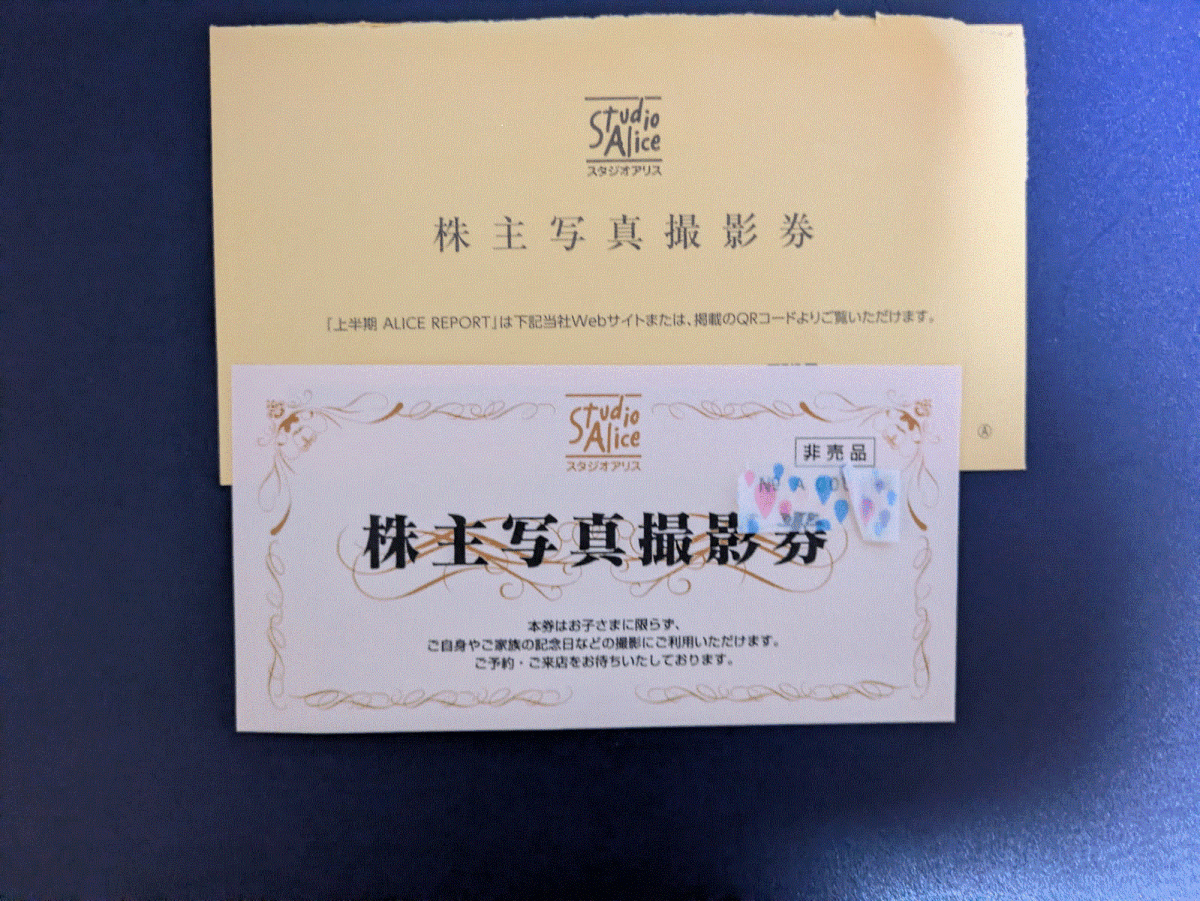 Studio
Alice
スタジオアリス
株主写真撮影券
「上半期 ALICE REPORT」は下記当社Webサイトまたは、掲載のQRコードよりご覧いただけます。
Ⓐ
Studio
Alice
スタジオアリス
非売品
株主写真撮影券
本券はお子さまに限らず、
ご自身やご家族の記念日などの撮影にご利用いただけます。
ご予約・ご来店をお待ちいたしております。